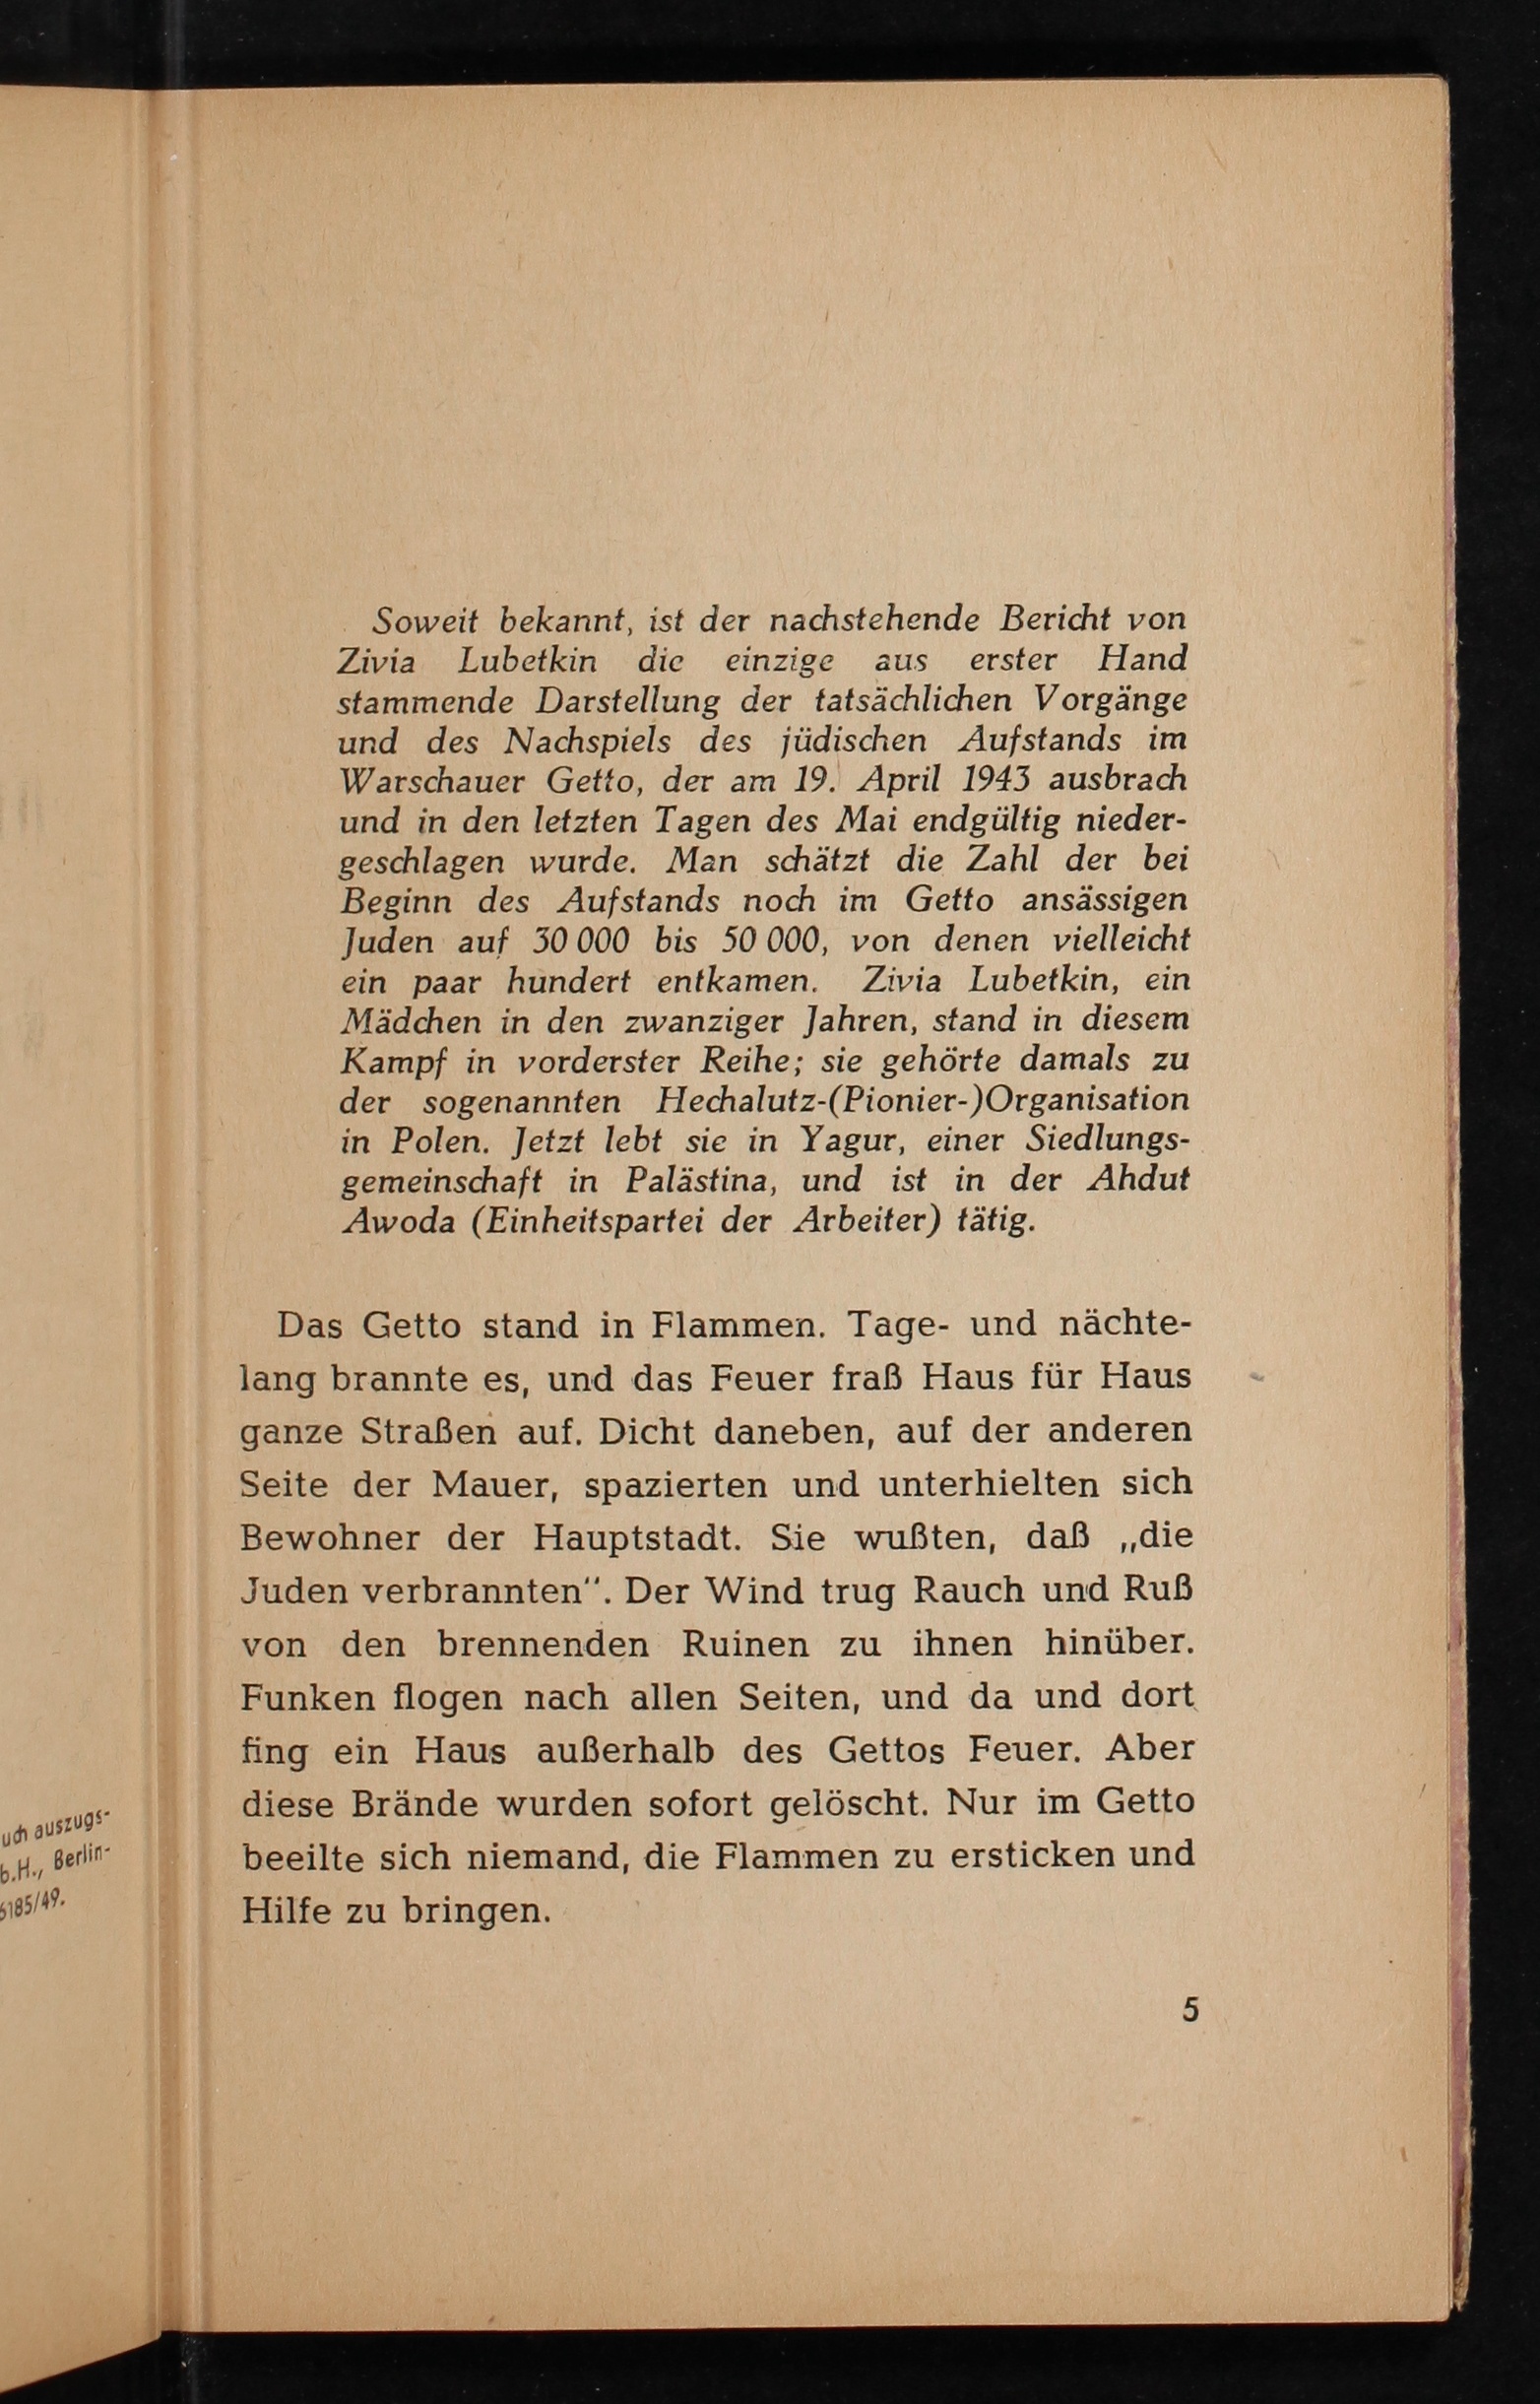 Soweit bekannt, ist der nachstehende Bericht von
Zivia Lubetkin die einzige aus erster Hand
stammende Darstellung der tatsächlichen Vorgänge
und des Nachspiels des jüdischen Aufstands im
Warschauer Getto, der am 19. April 1943 ausbrach
und in den letzten Tagen des Mai endgültig nieder-
geschlagen wurde. Man schätzt die Zahl der bei
Beginn des Aufstands noch im Getto ansässigen
Juden auf 30 000 bis 50 000, von denen vielleicht
ein paar hundert entkamen. Zivia Lubetkin, ein
Mädchen in den zwanziger Jahren, stand in diesem
Kampf in vorderster Reihe; sie gehörte damals zu
der sogenannten Hechalutz-(Pionier-)Organisation
in Polen. Jetzt lebt sie in Yagur, einer Siedlungs-
gemeinschaft in Palästina, und ist in der Ahdut
Awoda (Einheitspartei der Arbeiter) tätig.
Das Getto stand in Flammen. Tage- und nächte-
lang brannte es, und das Feuer fraß Haus für Haus
ganze Straßen auf. Dicht daneben, auf der anderen
Seite der Mauer, spazierten und unterhielten sich
Bewohner der Hauptstadt. Sie wußten, daß „die
Juden verbrannten“. Der Wind trug Rauch und Ruß
von den brennenden Ruinen zu ihnen hinüber.
Funken flogen nach allen Seiten, und da und dort
fing ein Haus außerhalb des Gettos Feuer. Aber
diese Brände wurden sofort gelöscht. Nur im Getto
beeilte sich niemand, die Flammen zu ersticken und
Hilfe zu bringen.
5
auszugs-
b.H., Berlin-
6185/49.